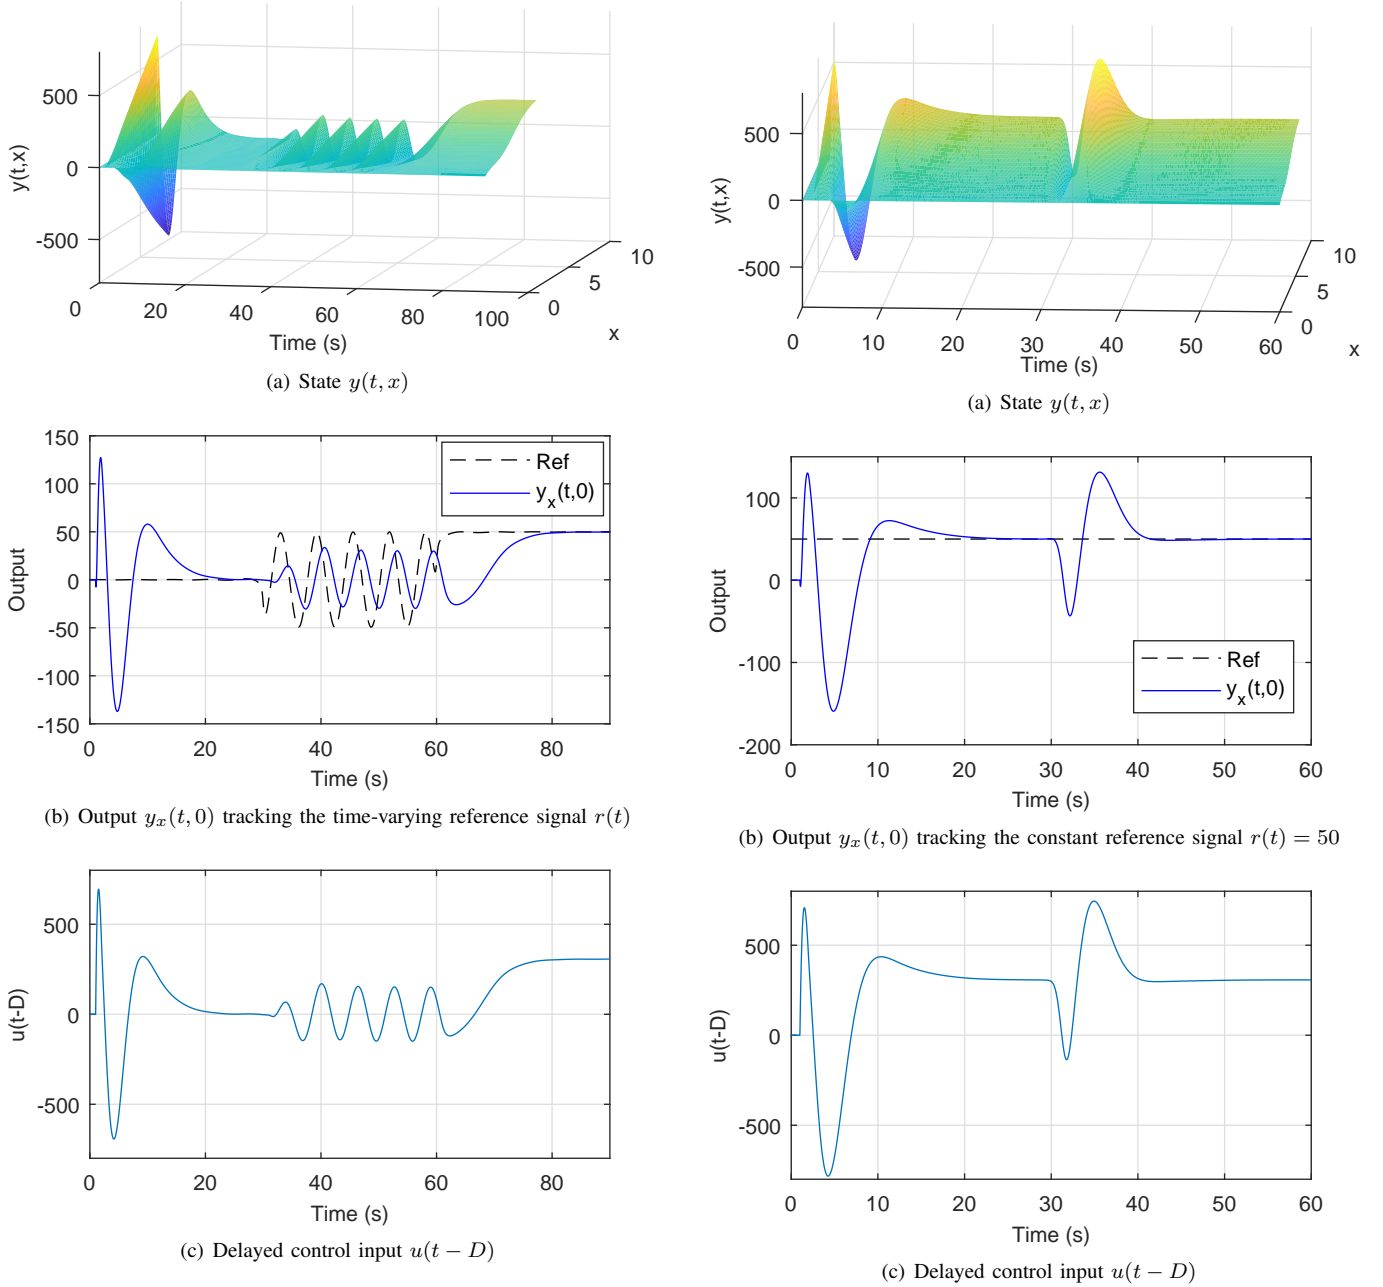 500
0
-500
y(t,x)
0
20
40
60
80
100
Time (s)
0
5
10
x
(a) State y(t, x)
150
100
50
0
-50
-100
-150
Output
Ref
y_x(t,0)
0
20
40
60
80
Time (s)
(b) Output y_x(t, 0) tracking the time-varying reference signal r(t)
500
0
-500
u(t-D)
0
20
40
60
80
Time (s)
(c) Delayed control input u(t − D)
500
0
-500
y(t,x)
0
10
20
30
40
50
60
Time (s)
0
5
10
x
(a) State y(t, x)
100
0
-100
-200
Output
Ref
y_x(t,0)
0
10
20
30
40
50
60
Time (s)
(b) Output y_x(t, 0) tracking the constant reference signal r(t) = 50
500
0
-500
u(t-D)
0
10
20
30
40
50
60
Time (s)
(c) Delayed control input u(t − D)